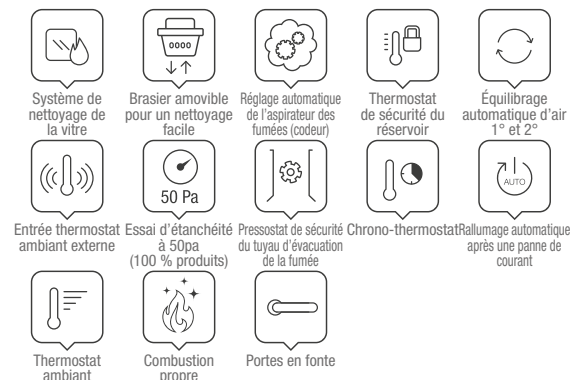 Système de
nettoyage de
la vitre
Brasier amovible
pour un nettoyage
facile
Réglage automatique
de l'aspirateur des
fumées (codeur)
Thermostat
de sécurité du
réservoir
Équilibrage
automatique d'air
1° et 2°
Entrée thermostat
ambiant externe
50 Pa
Essai d'étanchéité
à 50pa
(100 % produits)
Pressostat de sécurité
du tuyau d'évacuation
de la fumée
Chrono-thermostat
AUTO
Rallumage automatique
après une panne de
courant
Thermostat
ambiant
Combustion
propre
Portes en fonte